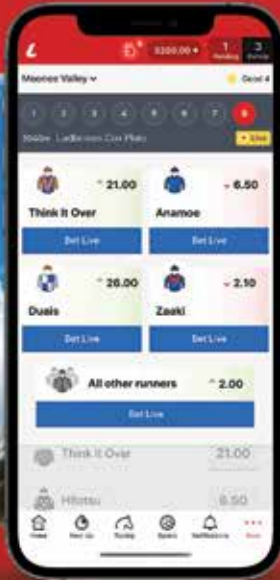 $200.00
1
3
Pending
Moonee Valley
Good 4
1 2 3 4 5 6 7 8
Ladbrokes Cox Plate
Live
21.00
6.50
Think It Over
Anamoe
Bet Live
Bet Live
26.00
2.10
Duais
Zaaki
Bet Live
Bet Live
All other runners
2.00
Bet Live
Think It Over
21.00
Hitotsu
6.50
Home
Next Up
Racing
Sports
Notifications
More